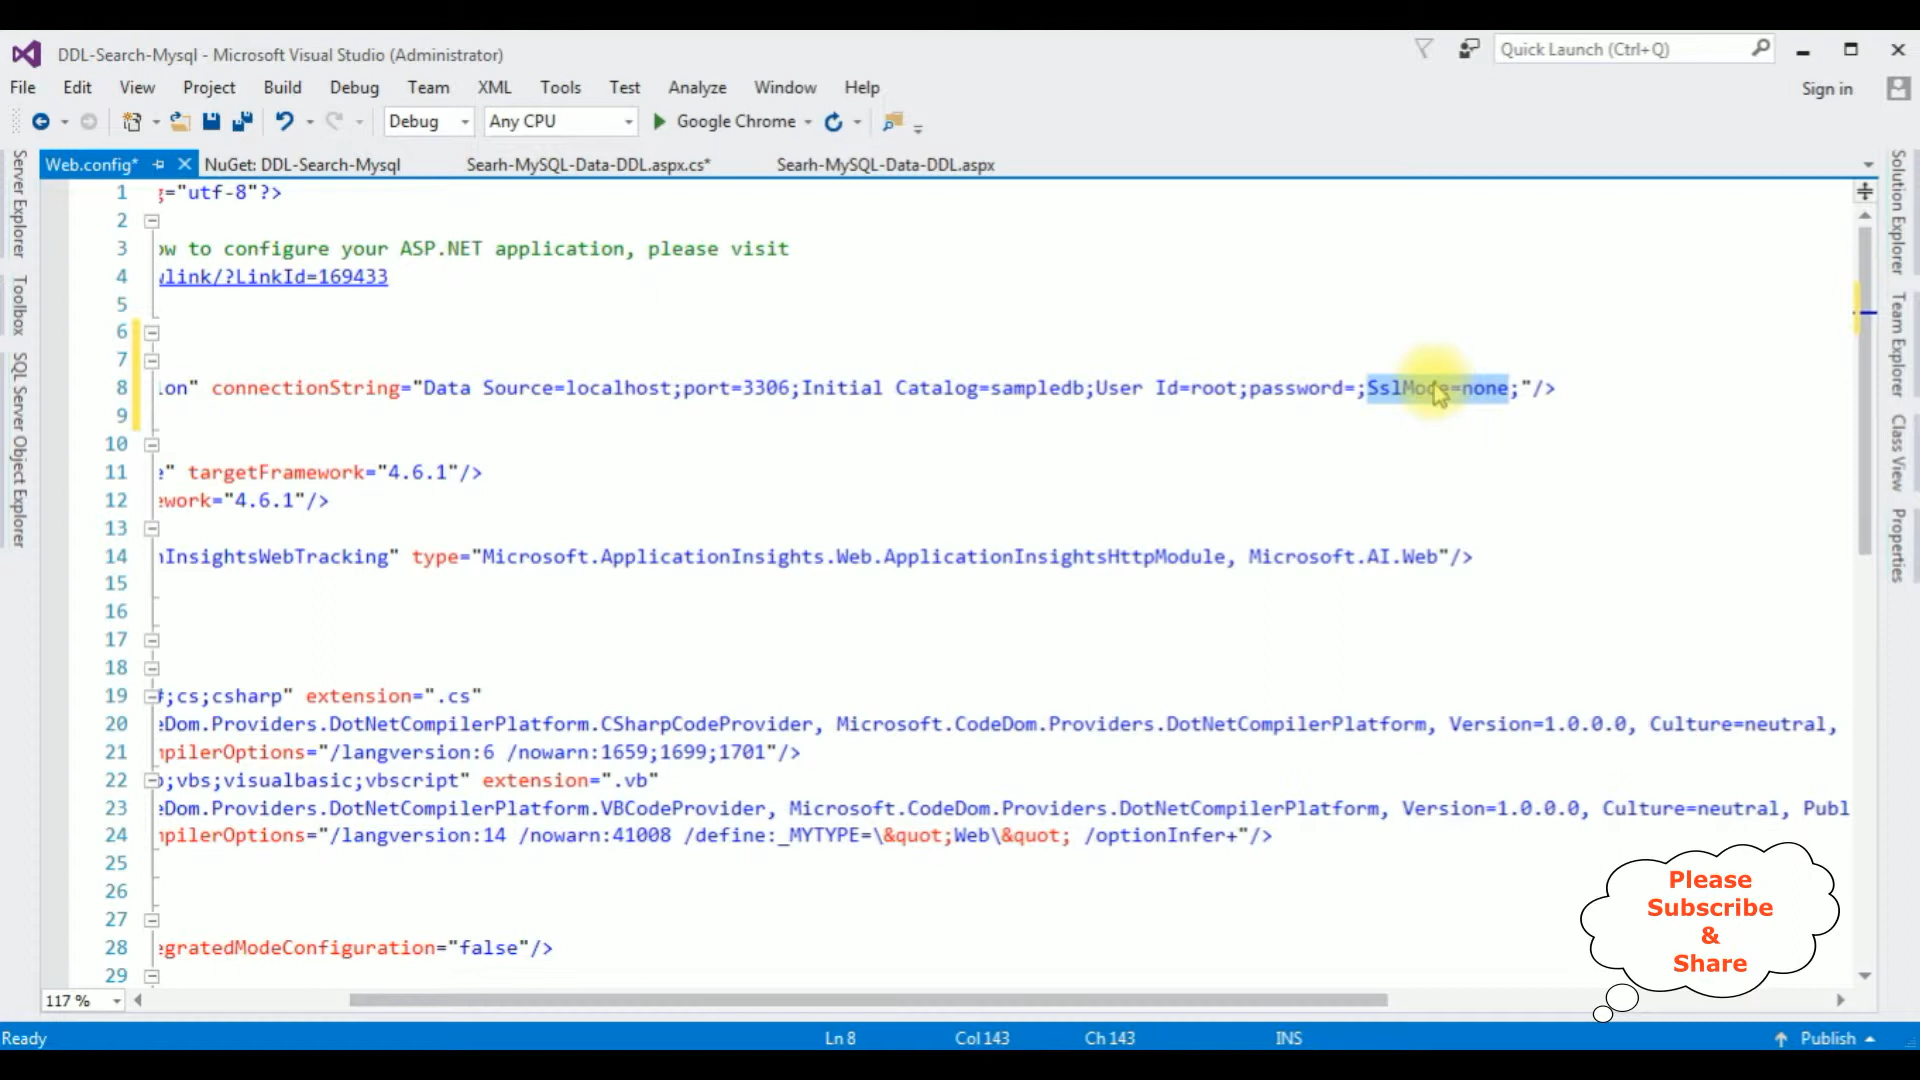 DDL-Search-Mysql - Microsoft Visual Studio (Administrator)
Quick Launch (Ctrl+Q)
File Edit View Project Build Debug Team XML Tools Test Analyze Window Help
Sign in
Debug Any CPU Google Chrome
Web.config* NuGet: DDL-Search-Mysql Searh-MySQL-Data-DDL.aspx.cs* Searh-MySQL-Data-DDL.aspx
Server Explorer
Toolbox
SQL Server Object Explorer
Solution Explorer
Team Explorer
Class View
Properties
1 ="utf-8"?>
2
3 ow to configure your ASP.NET application, please visit
4 link/?LinkId=169433
5
6
7
8 ion" connectionString="Data Source=localhost;port=3306;Initial Catalog=sampledb;User Id=root;password=;SslMode=none;"/>
9
10
11 e" targetFramework="4.6.1"/>
12 ework="4.6.1"/>
13
14 nInsightsWebTracking" type="Microsoft.ApplicationInsights.Web.ApplicationInsightsHttpModule, Microsoft.AI.Web"/>
15
16
17
18
19 #;cs;csharp" extension=".cs"
20 eDom.Providers.DotNetCompilerPlatform.CSharpCodeProvider, Microsoft.CodeDom.Providers.DotNetCompilerPlatform, Version=1.0.0.0, Culture=neutral,
21 mpilerOptions="/langversion:6 /nowarn:1659;1699;1701"/>
22 b;vbs;visualbasic;vbscript" extension=".vb"
23 eDom.Providers.DotNetCompilerPlatform.VBCodeProvider, Microsoft.CodeDom.Providers.DotNetCompilerPlatform, Version=1.0.0.0, Culture=neutral, Publ
24 mpilerOptions="/langversion:14 /nowarn:41008 /define:_MYTYPE=\&quot;Web\&quot; /optionInfer+"/>
25
26
27
28 egratedModeConfiguration="false"/>
29
Please
Subscribe
&
Share
117 %
Ready Ln 8 Col 143 Ch 143 INS Publish